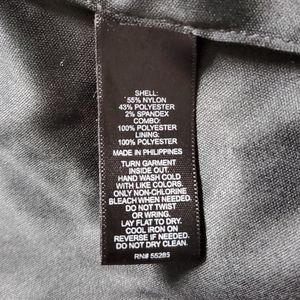 SHELL:
55% NYLON
43% POLYESTER
2% SPANDEX
COMBO:
100% POLYESTER
LINING:
100% POLYESTER
MADE IN PHILIPPINES
TURN GARMENT
INSIDE OUT.
HAND WASH COLD
WITH LIKE COLORS.
ONLY NON-CHLORINE
BLEACH WHEN NEEDED.
DO NOT TWIST
OR WRING.
LAY FLAT TO DRY.
COOL IRON ON
REVERSE IF NEEDED.
DO NOT DRY CLEAN.
RN# 55285